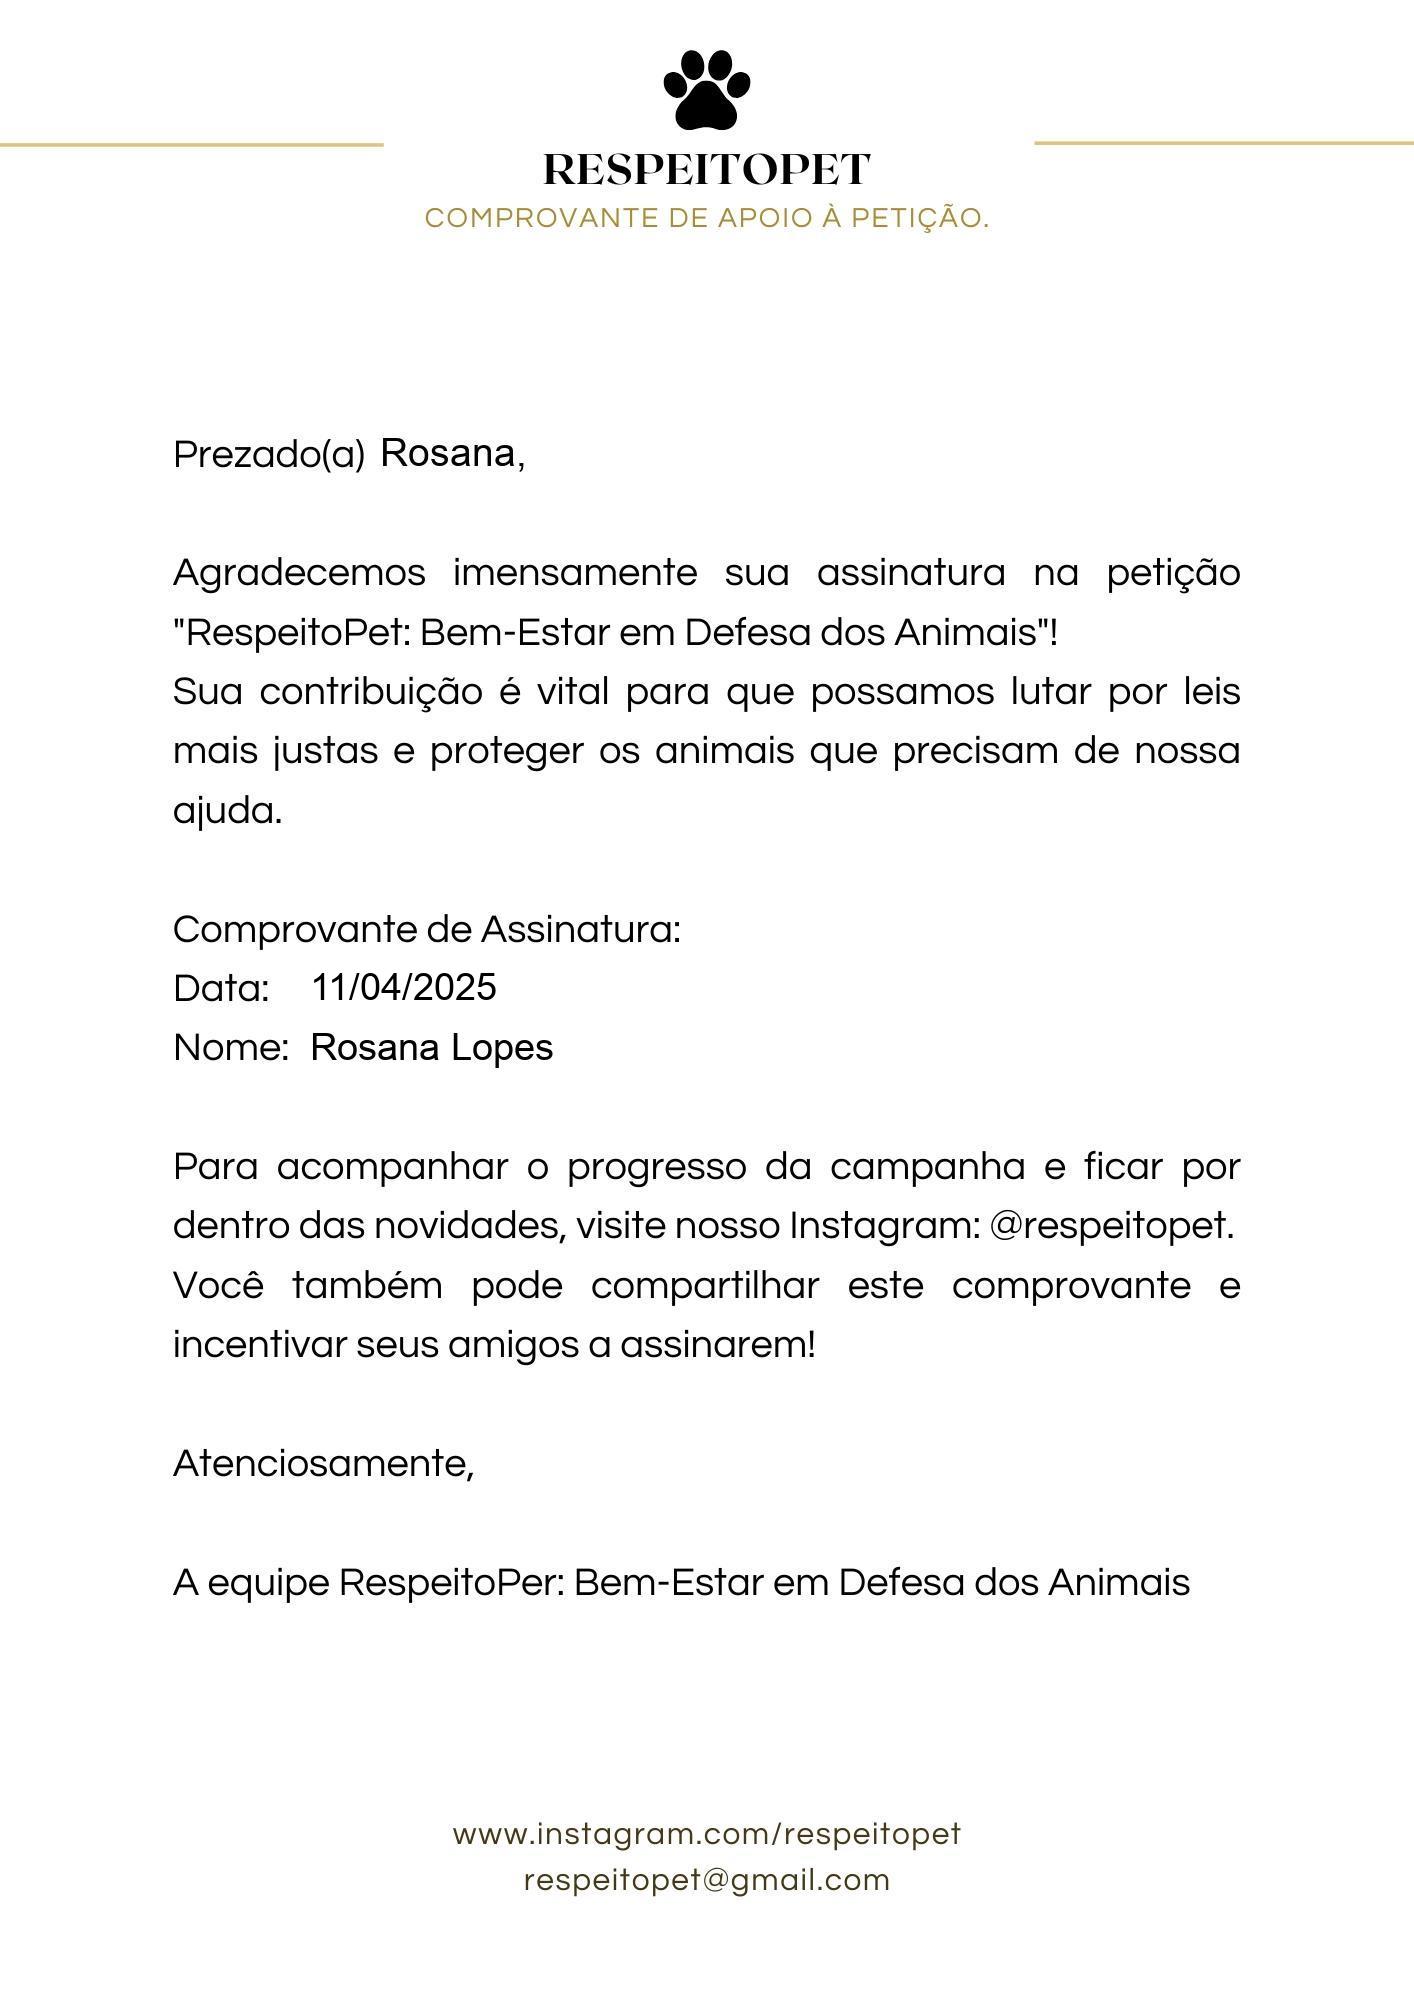 RESPEITOPET
COMPROVANTE DE APOIO À PETIÇÃO.
Prezado(a) Rosana,
Agradecemos imensamente sua assinatura na petição
"RespeitoPet: Bem-Estar em Defesa dos Animais"!
Sua contribuição é vital para que possamos lutar por leis
mais justas e proteger os animais que precisam de nossa
ajuda.
Comprovante de Assinatura:
Data: 11/04/2025
Nome: Rosana Lopes
Para acompanhar o progresso da campanha e ficar por
dentro das novidades, visite nosso Instagram: @respeitopet.
Você também pode compartilhar este comprovante e
incentivar seus amigos a assinarem!
Atenciosamente,
A equipe RespeitoPer: Bem-Estar em Defesa dos Animais
www.instagram.com/respeitopet
respeitopet@gmail.com